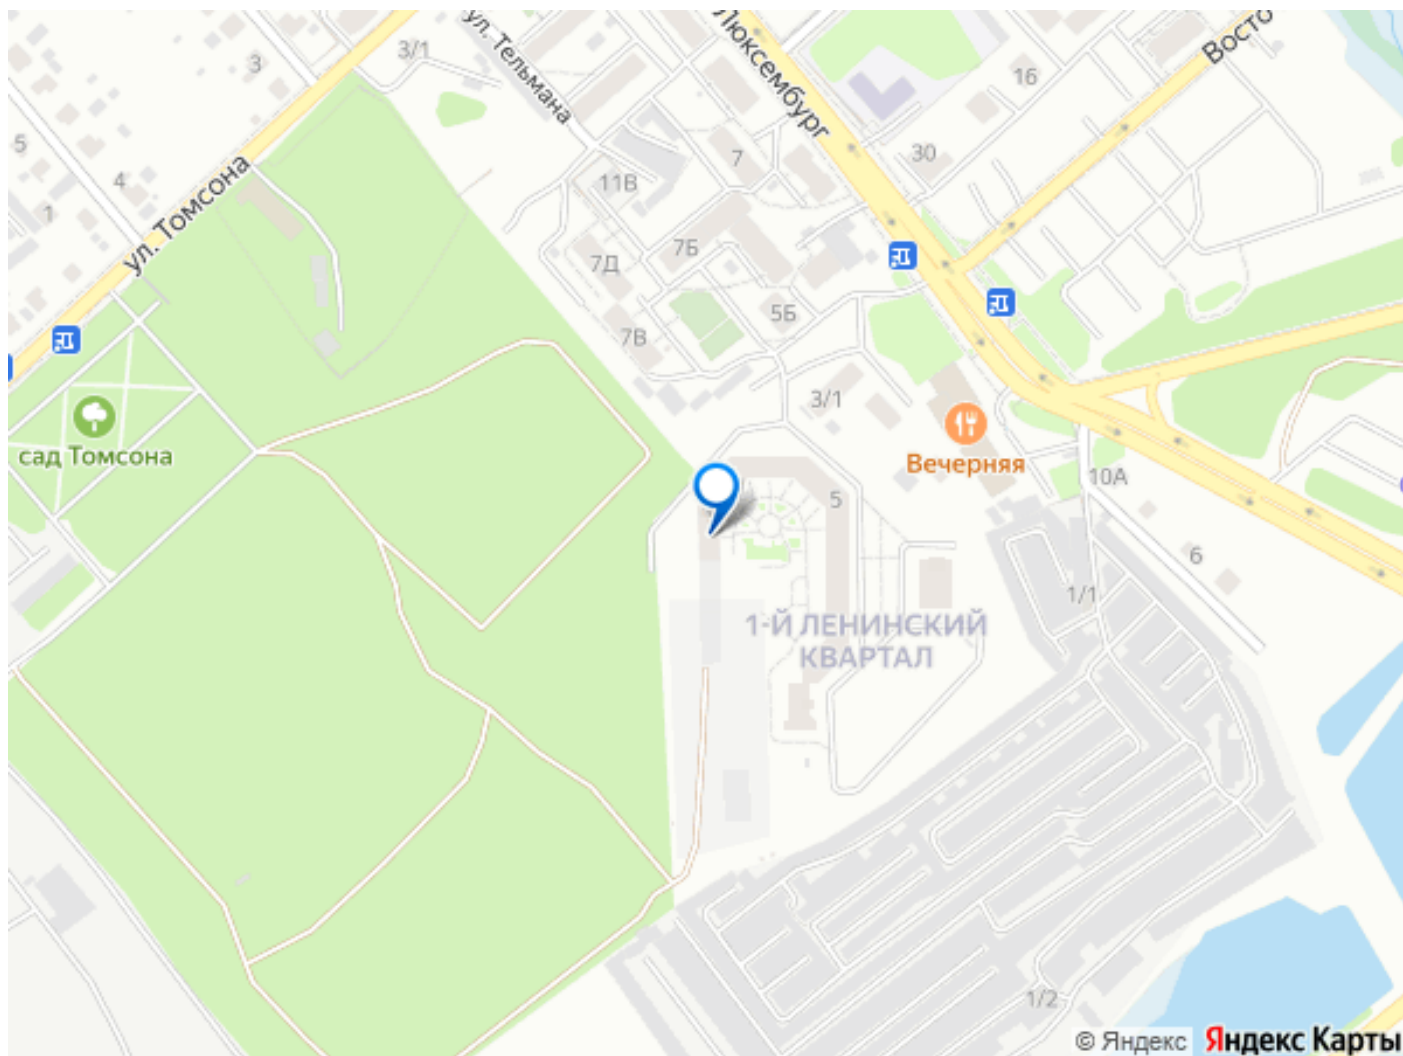 ул. Тельмана
3/1
Люксембург
Восто
3
16
5
7
30
4
11В
1
ул. Томсона
7Б
7Д
5Б
7В
3/1
сад Томсона
Вечерняя
10А
5
6
1/1
1-Й ЛЕНИНСКИЙ
КВАРТАЛ
1/2
© Яндекс Яндекс Карты